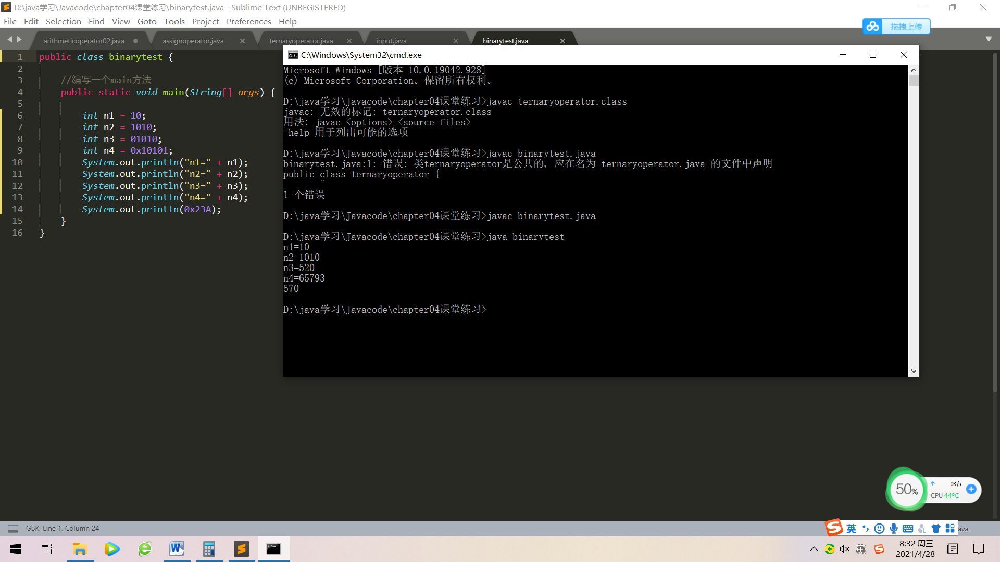 D:\java学习\Javacode\chapter04课堂练习\binarytest.java - Sublime Text (UNREGISTERED)
File Edit Selection Find View Goto Tools Project Preferences Help
拖拽上传
arithmeticoperator02.java assignoperator.java ternaryoperator.java input.java binarytest.java
1 public class binarytest {
2
3 //编写一个main方法
4 public static void main(String[] args) {
5
6 int n1 = 10;
7 int n2 = 1010;
8 int n3 = 01010;
9 int n4 = 0x10101;
10 System.out.println("n1=" + n1);
11 System.out.println("n2=" + n2);
12 System.out.println("n3=" + n3);
13 System.out.println("n4=" + n4);
14 System.out.println(0x23A);
15 }
16 }
C:\Windows\System32\cmd.exe
Microsoft Windows [版本 10.0.19042.928]
(c) Microsoft Corporation。保留所有权利。
D:\java学习\Javacode\chapter04课堂练习>javac ternaryoperator.class
javac: 无效的标记: ternaryoperator.class
用法: javac <options> <source files>
-help 用于列出可能的选项
D:\java学习\Javacode\chapter04课堂练习>javac binarytest.java
binarytest.java:1: 错误: 类ternaryoperator是公共的, 应在名为 ternaryoperator.java 的文件中声明
public class ternaryoperator {
1 个错误
D:\java学习\Javacode\chapter04课堂练习>javac binarytest.java
D:\java学习\Javacode\chapter04课堂练习>java binarytest
n1=10
n2=1010
n3=520
n4=65793
570
D:\java学习\Javacode\chapter04课堂练习>
50%
0K/s
CPU 44°C
GBK, Line 1, Column 24
英
ava
英
8:32 周三
2021/4/28